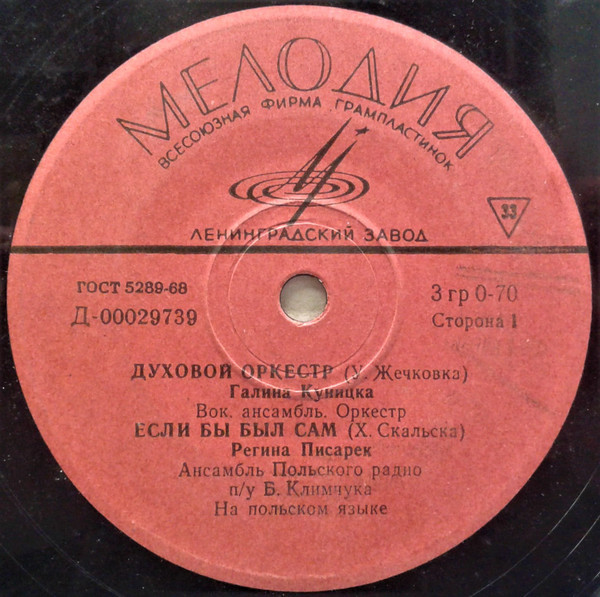 МЕЛОДИЯ
ВСЕСОЮЗНАЯ ФИРМА ГРАМПЛАСТИНОК
33
ЛЕНИНГРАДСКИЙ ЗАВОД
ГОСТ 5289-68
3 гр 0-70
Д-00029739
Сторона 1
ДУХОВОЙ ОРКЕСТР (У. Жечковка)
Галина Куницка
Вок. ансамбль. Оркестр
ЕСЛИ БЫ БЫЛ САМ (Х. Скальска)
Регина Писарек
Ансамбль Польского радио
п/у Б. Климчука
На польском языке